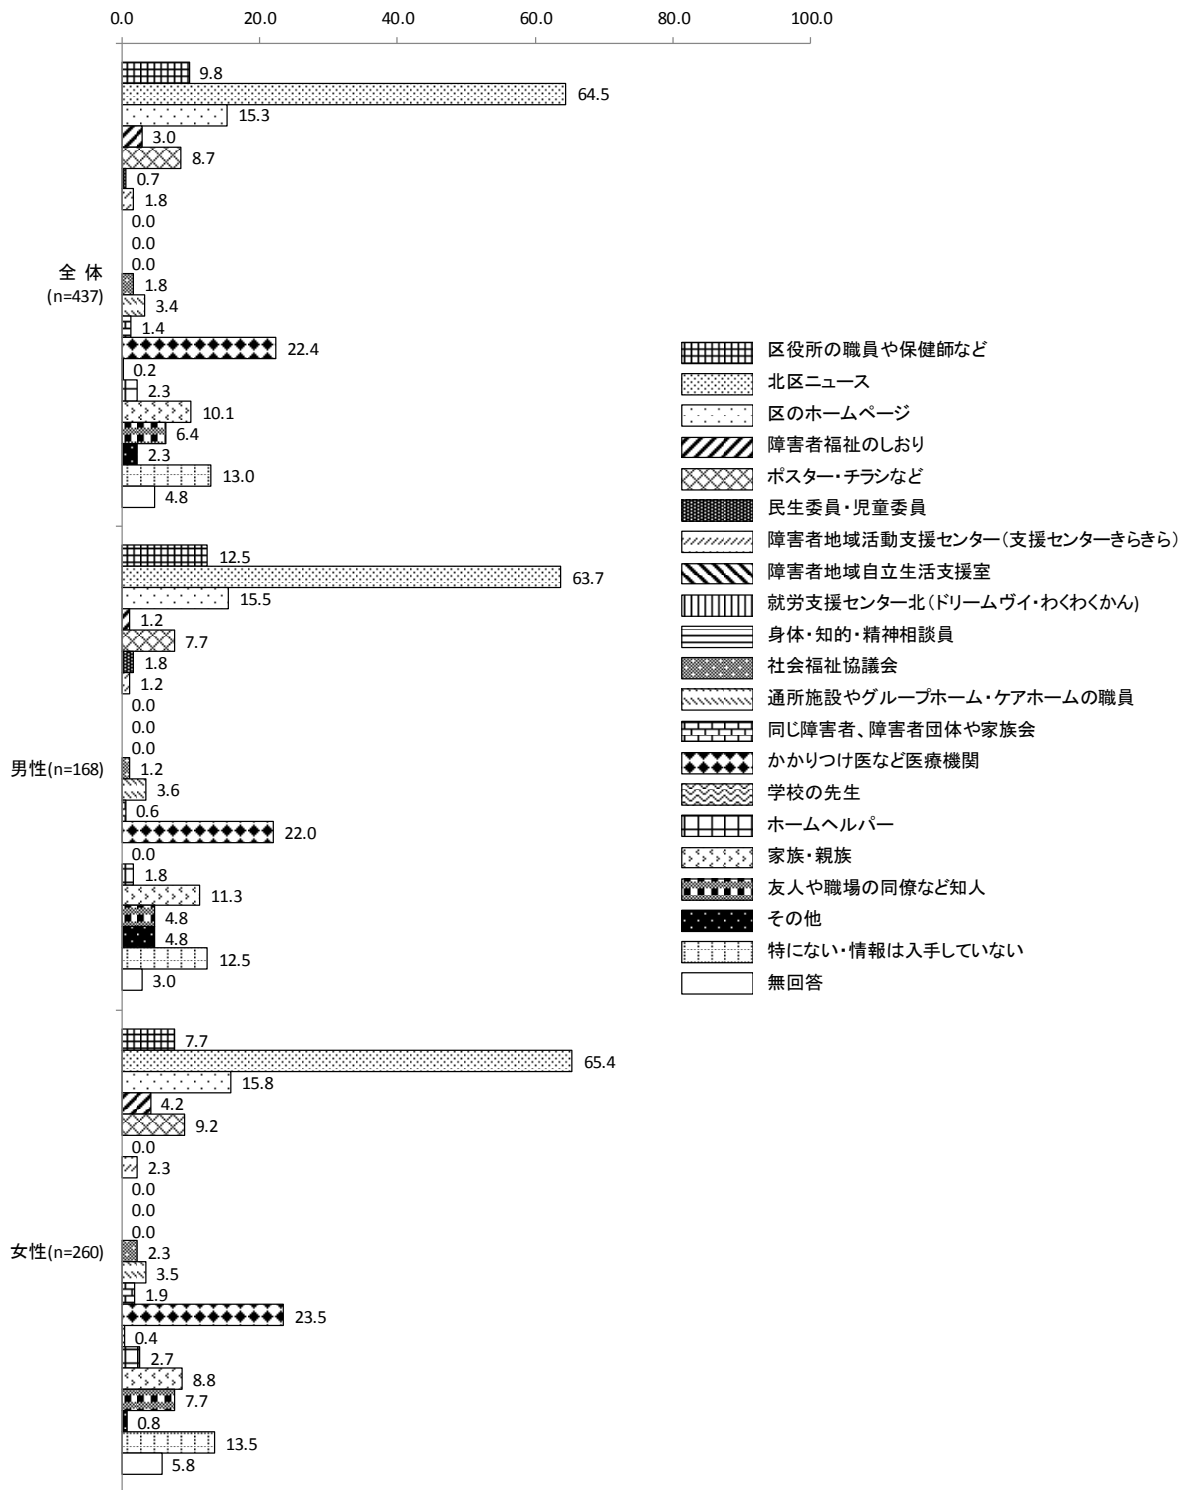 0.0 20.0 40.0 60.0 80.0 100.0
全 体
(n=437)
9.8
64.5
15.3
3.0
8.7
0.7
1.8
0.0
0.0
0.0
1.8
3.4
1.4
22.4
0.2
2.3
10.1
6.4
2.3
13.0
4.8
男性(n=168)
12.5
63.7
15.5
1.2
7.7
1.8
1.2
0.0
0.0
0.0
1.2
3.6
0.6
22.0
0.0
1.8
11.3
4.8
4.8
12.5
3.0
女性(n=260)
7.7
65.4
15.8
4.2
9.2
0.0
2.3
0.0
0.0
0.0
2.3
3.5
1.9
23.5
0.4
2.7
8.8
7.7
0.8
13.5
5.8
区役所の職員や保健師など
北区ニュース
区のホームページ
障害者福祉のしおり
ポスター・チラシなど
民生委員・児童委員
障害者地域活動支援センター(支援センターきらきら)
障害者地域自立生活支援室
就労支援センター北(ドリームヴイ・わくわくかん)
身体・知的・精神相談員
社会福祉協議会
通所施設やグループホーム・ケアホームの職員
同じ障害者、障害者団体や家族会
かかりつけ医など医療機関
学校の先生
ホームヘルパー
家族・親族
友人や職場の同僚など知人
その他
特にない・情報は入手していない
無回答